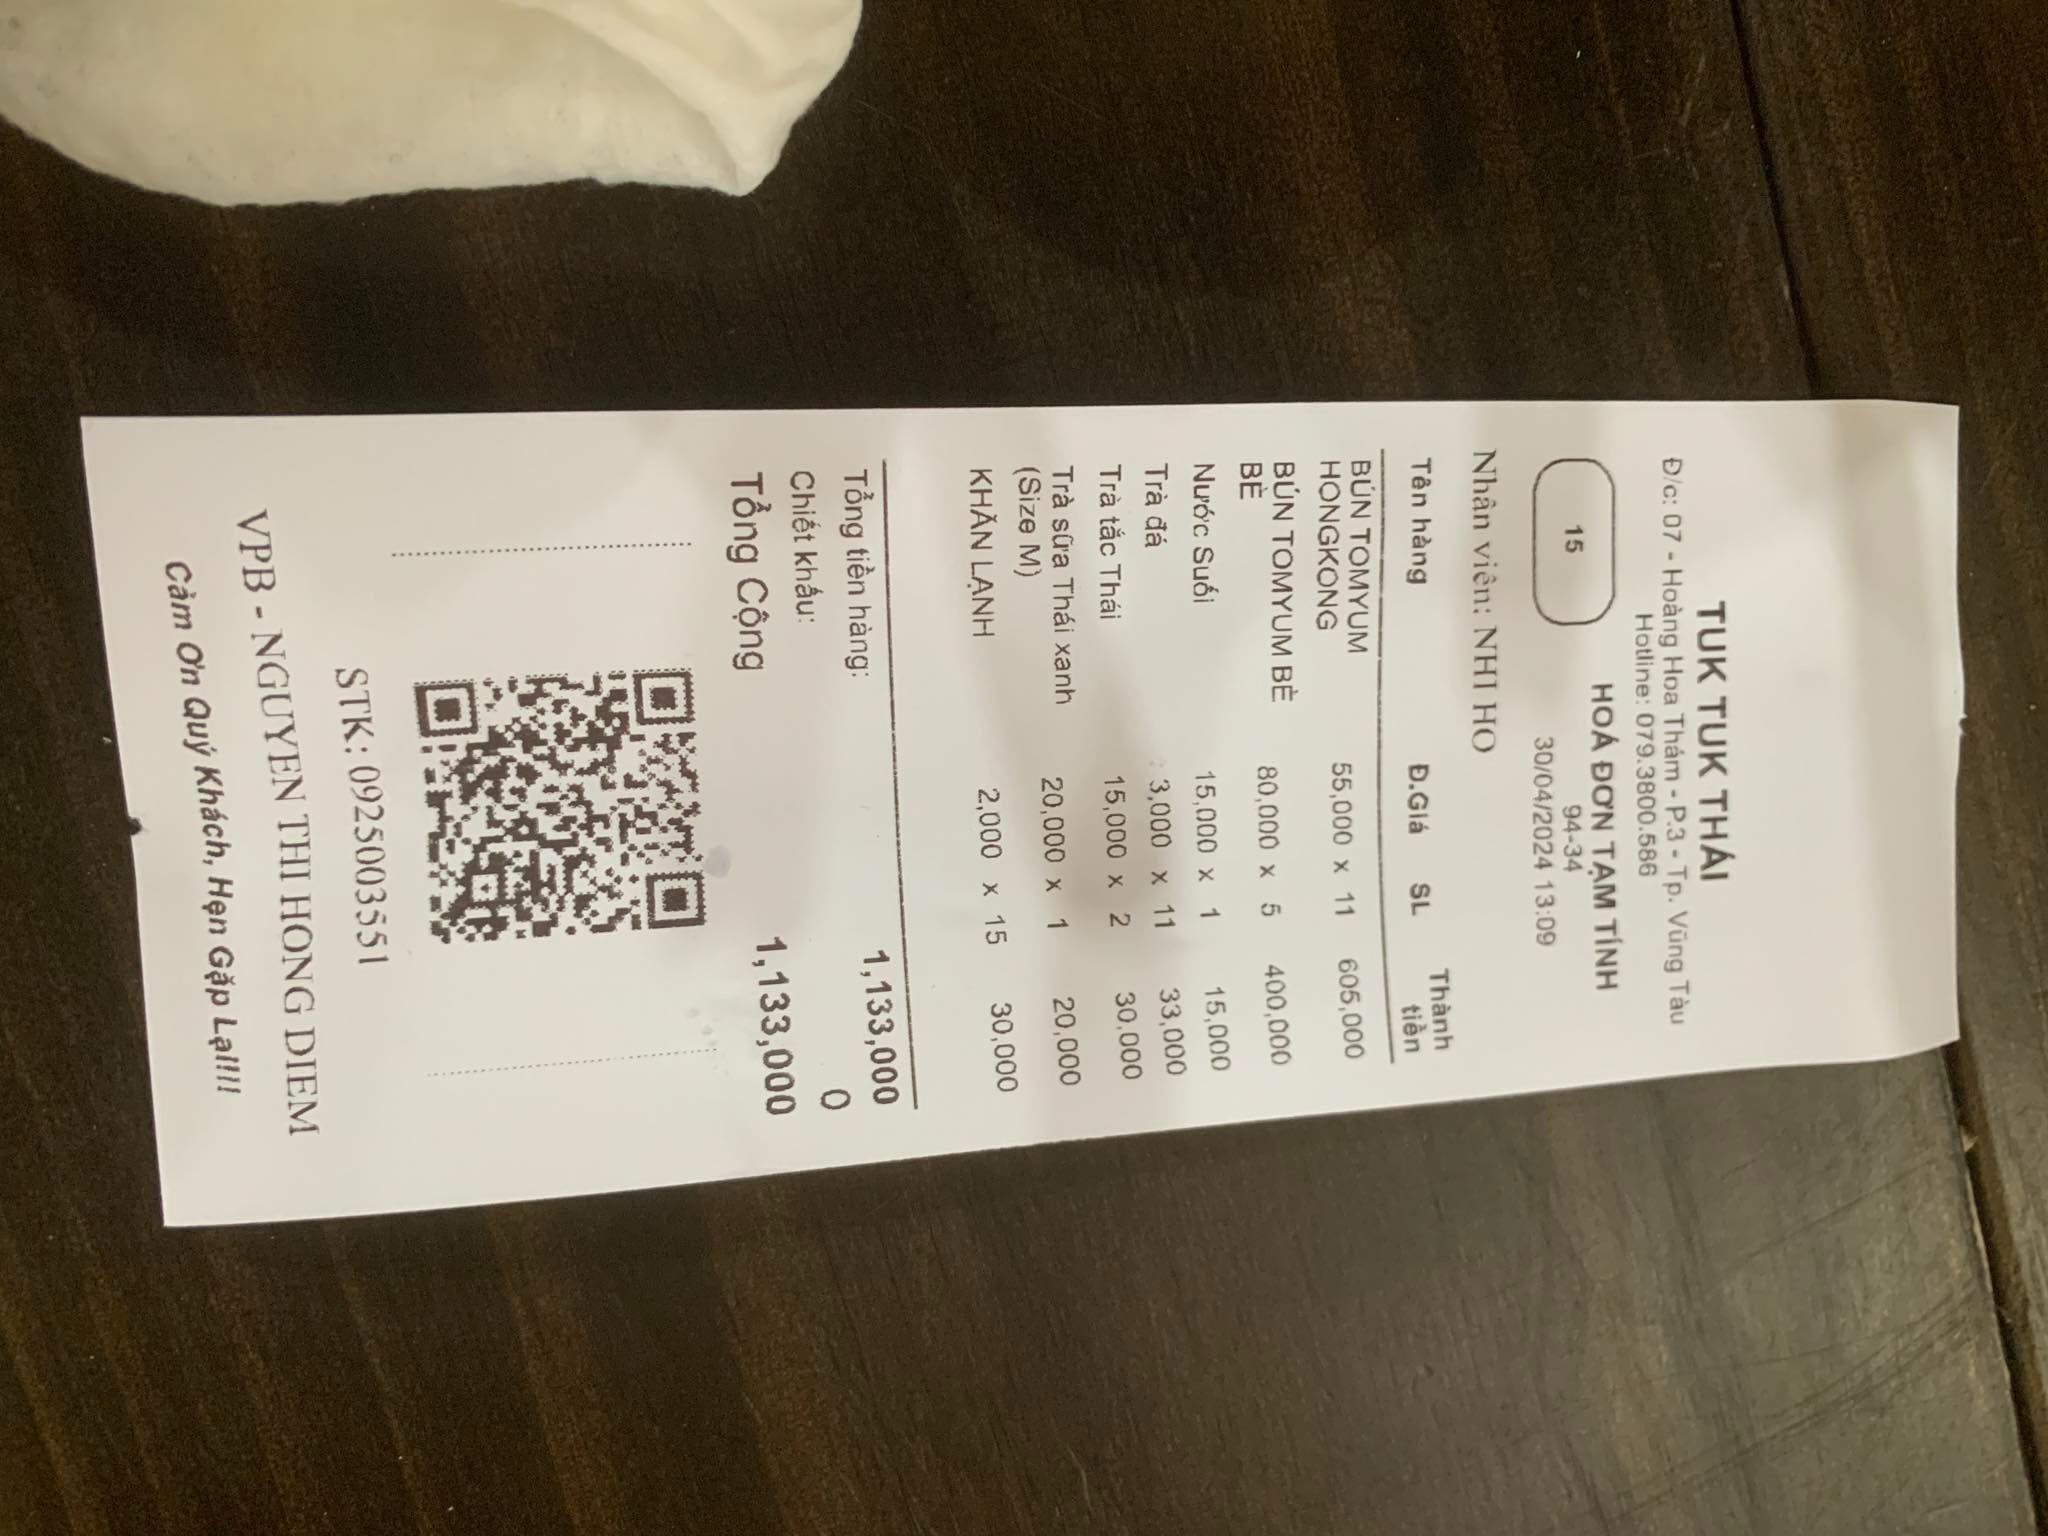 TUK TUK THÁI
Đ/c: 07 - Hoàng Hoa Thám - P.3 - Tp. Vũng Tàu
Hotline: 079.3800.586
HOÁ ĐƠN TẠM TÍNH
94-34
15
30/04/2024 13:09
Nhân viên: NHI HO
Tên hàng Đ.Giá SL Thành
tiền
BÚN TOMYUM
HONGKONG 55,000 x 11 605,000
BÚN TOMYUM BÈ
BÈ 80,000 x 5 400,000
Nước Suối 15,000 x 1 15,000
Trà đá 3,000 x 11 33,000
Trà tắc Thái 15,000 x 2 30,000
Trà sữa Thái xanh
(Size M) 20,000 x 1 20,000
KHĂN LẠNH 2,000 x 15 30,000
Tổng tiền hàng: 1,133,000
Chiết khấu: 0
Tổng Cộng 1,133,000
STK: 0925003551
VPB - NGUYEN THI HONG DIEM
Cảm Ơn Quý Khách, Hẹn Gặp Lại!!!!